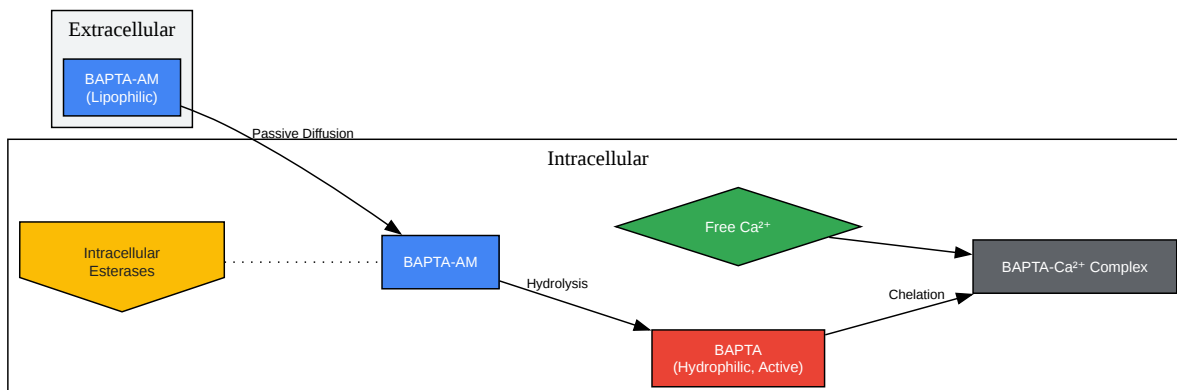 Extracellular
BAPTA-AM
(Lipophilic)
Passive Diffusion
Intracellular
Intracellular
Esterases
BAPTA-AM
Hydrolysis
Free Ca²⁺
BAPTA
(Hydrophilic, Active)
Chelation
BAPTA-Ca²⁺ Complex